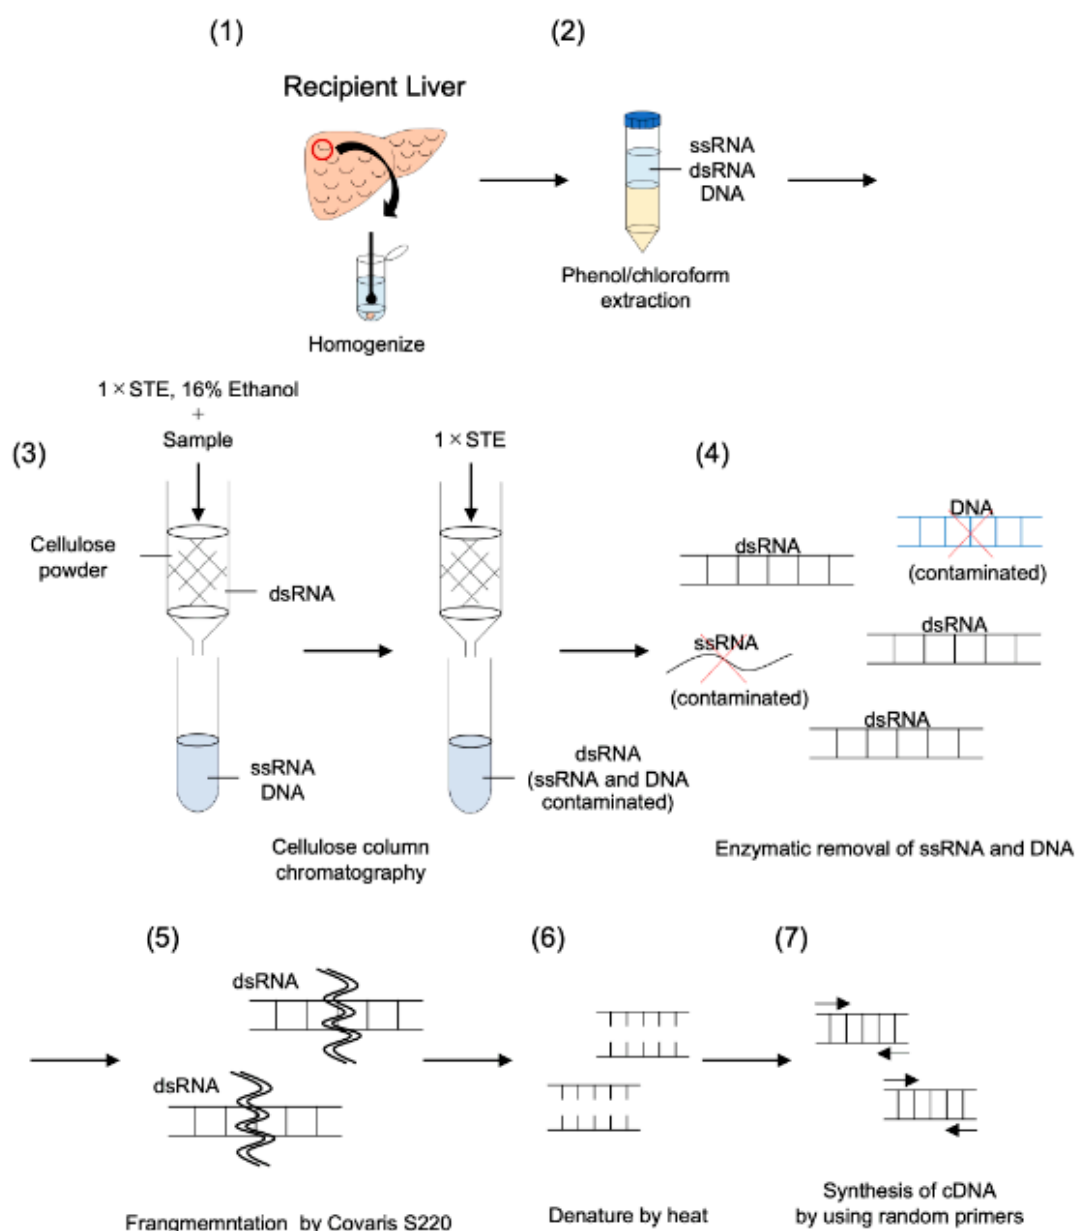 (1)
(2)
Recipient Liver
ssRNA
dsRNA
DNA
Phenol/chloroform
extraction
Homogenize
1×STE, 16% Ethanol
+
Sample
(3)
1×STE
(4)
Cellulose
powder
dsRNA
ssRNA
DNA
dsRNA
(ssRNA and DNA
contaminated)
Cellulose column
chromatography
dsRNA
DNA
(contaminated)
ssRNA
(contaminated)
dsRNA
dsRNA
Enzymatic removal of ssRNA and DNA
(5)
dsRNA
dsRNA
Frangmemntation by Covaris S220
(6)
Denature by heat
(7)
Synthesis of cDNA
by using random primers